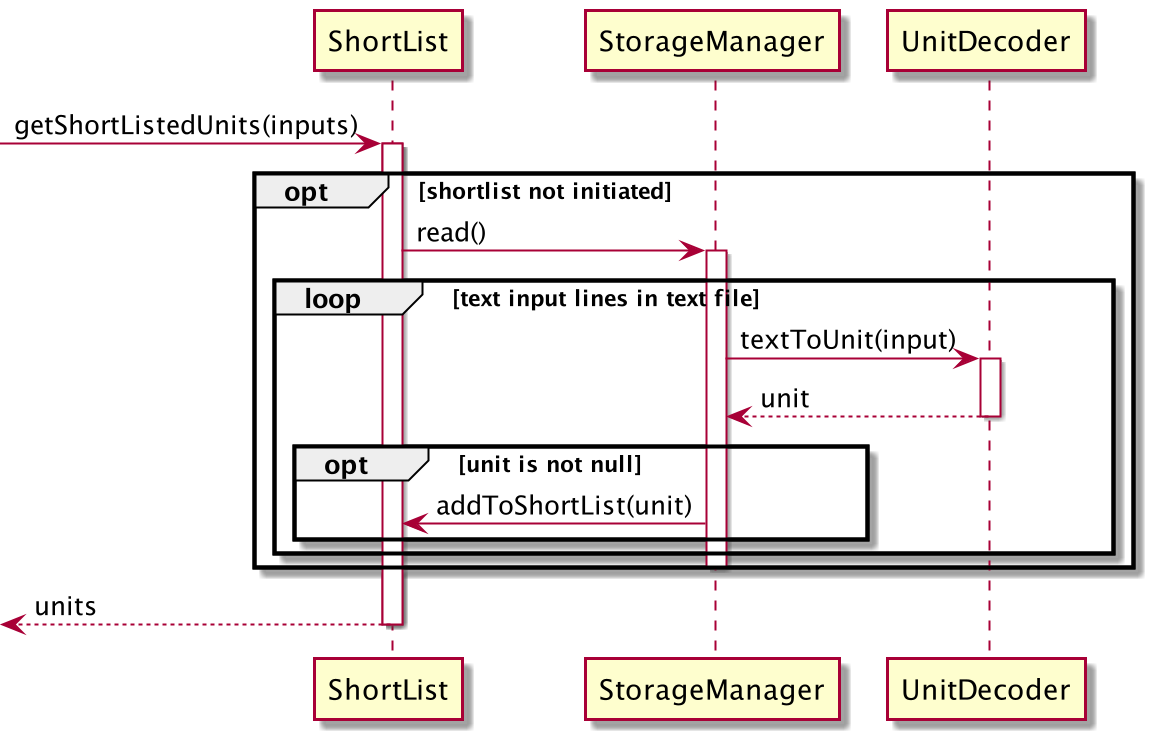 ShortList
StorageManager
UnitDecoder
getShortListedUnits(inputs)
opt
[shortlist not initiated]
read()
loop
[text input lines in text file]
textToUnit(input)
unit
opt
[unit is not null]
addToShortList(unit)
units
ShortList
StorageManager
UnitDecoder